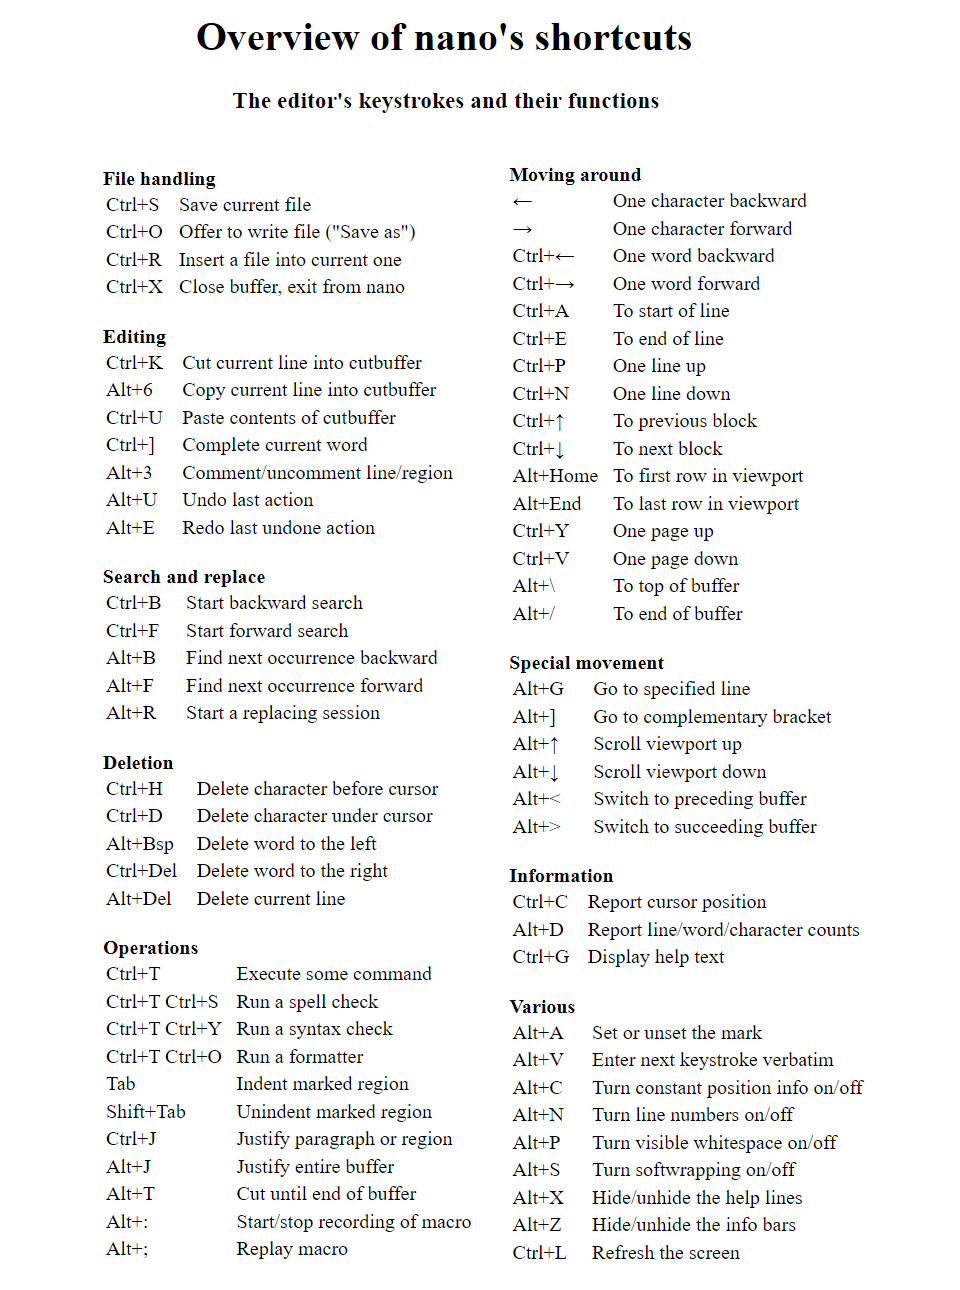 Overview of nano's shortcuts
The editor's keystrokes and their functions
File handling
Ctrl+S Save current file
Ctrl+O Offer to write file ("Save as")
Ctrl+R Insert a file into current one
Ctrl+X Close buffer, exit from nano
Editing
Ctrl+K Cut current line into cutbuffer
Alt+6 Copy current line into cutbuffer
Ctrl+U Paste contents of cutbuffer
Ctrl+] Complete current word
Alt+3 Comment/uncomment line/region
Alt+U Undo last action
Alt+E Redo last undone action
Search and replace
Ctrl+B Start backward search
Ctrl+F Start forward search
Alt+B Find next occurrence backward
Alt+F Find next occurrence forward
Alt+R Start a replacing session
Deletion
Ctrl+H Delete character before cursor
Ctrl+D Delete character under cursor
Alt+Bsp Delete word to the left
Ctrl+Del Delete word to the right
Alt+Del Delete current line
Operations
Ctrl+T Execute some command
Ctrl+T Ctrl+S Run a spell check
Ctrl+T Ctrl+Y Run a syntax check
Ctrl+T Ctrl+O Run a formatter
Tab Indent marked region
Shift+Tab Unindent marked region
Ctrl+J Justify paragraph or region
Alt+J Justify entire buffer
Alt+T Cut until end of buffer
Alt+: Start/stop recording of macro
Alt+; Replay macro
Moving around
← One character backward
→ One character forward
Ctrl+← One word backward
Ctrl+→ One word forward
Ctrl+A To start of line
Ctrl+E To end of line
Ctrl+P One line up
Ctrl+N One line down
Ctrl+↑ To previous block
Ctrl+↓ To next block
Alt+Home To first row in viewport
Alt+End To last row in viewport
Ctrl+Y One page up
Ctrl+V One page down
Alt+\ To top of buffer
Alt+/ To end of buffer
Special movement
Alt+G Go to specified line
Alt+] Go to complementary bracket
Alt+↑ Scroll viewport up
Alt+↓ Scroll viewport down
Alt+< Switch to preceding buffer
Alt+> Switch to succeeding buffer
Information
Ctrl+C Report cursor position
Alt+D Report line/word/character counts
Ctrl+G Display help text
Various
Alt+A Set or unset the mark
Alt+V Enter next keystroke verbatim
Alt+C Turn constant position info on/off
Alt+N Turn line numbers on/off
Alt+P Turn visible whitespace on/off
Alt+S Turn softwrapping on/off
Alt+X Hide/unhide the help lines
Alt+Z Hide/unhide the info bars
Ctrl+L Refresh the screen